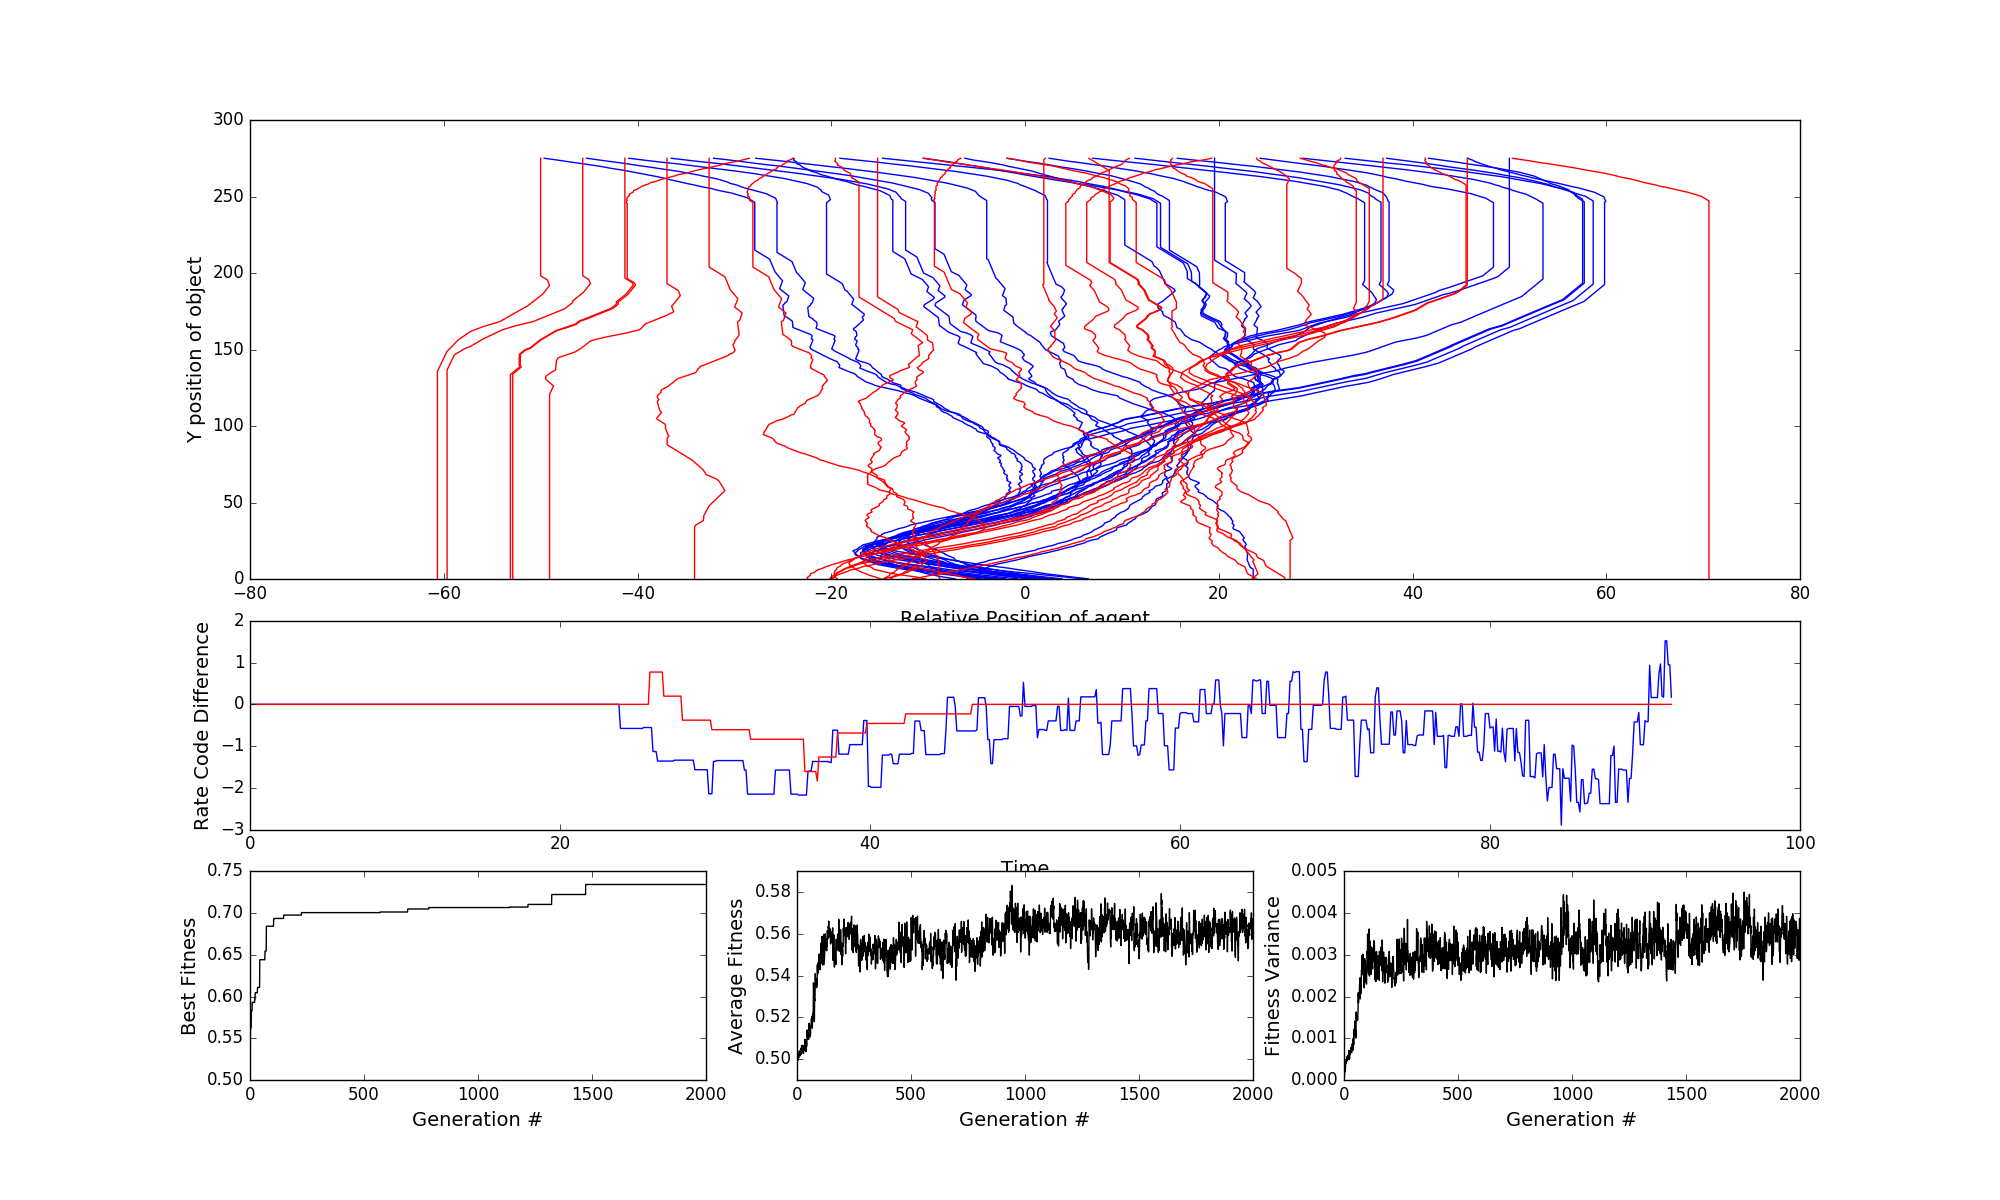 300
250
200
150
100
50
0
Y position of object
−80 −60 −40 −20 0 20 40 60 80
Relative Position of agent
2
1
0
−1
−2
−3
Rate Code Difference
0 20 40 60 80 100
Time
0.75
0.70
0.65
0.60
0.55
0.50
Best Fitness
0 500 1000 1500 2000
Generation #
0.58
0.56
0.54
0.52
0.50
Average Fitness
0 500 1000 1500 2000
Generation #
0.005
0.004
0.003
0.002
0.001
0.000
Fitness Variance
0 500 1000 1500 2000
Generation #